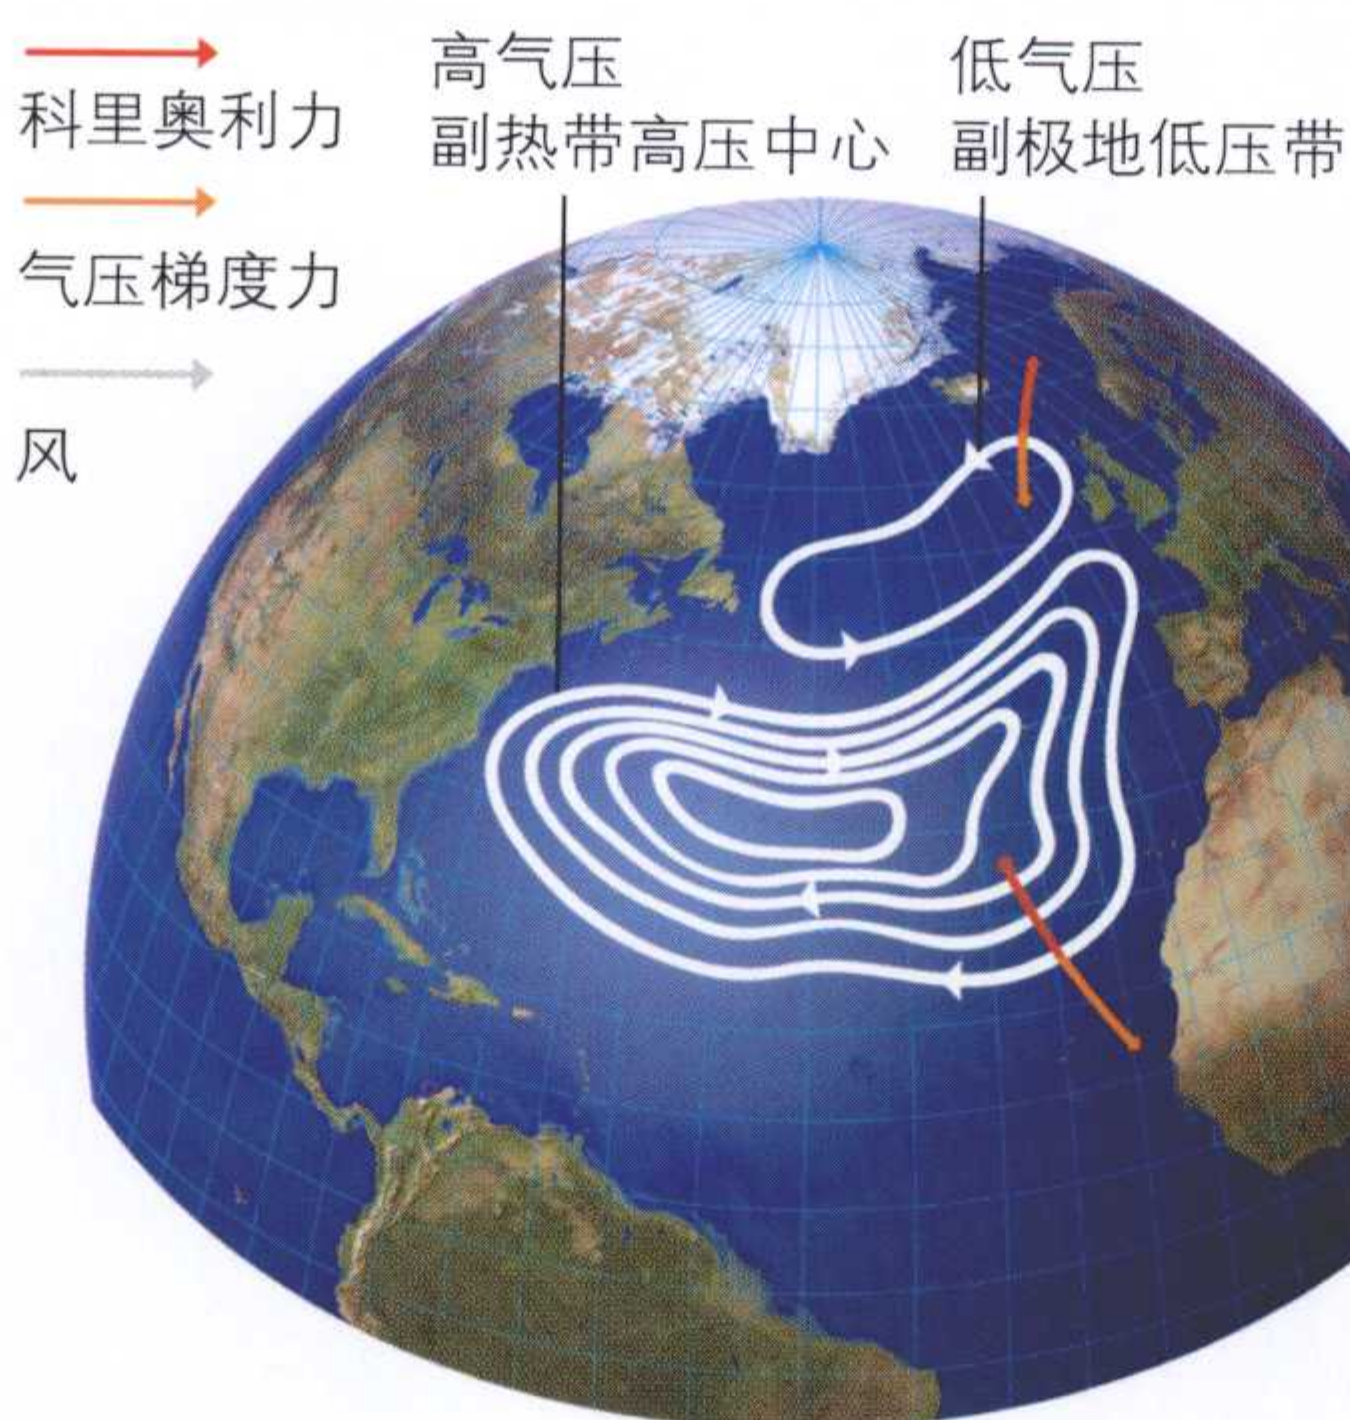 科里奥利力
气压梯度力
风
高气压
副热带高压中心
低气压
副极地低压带